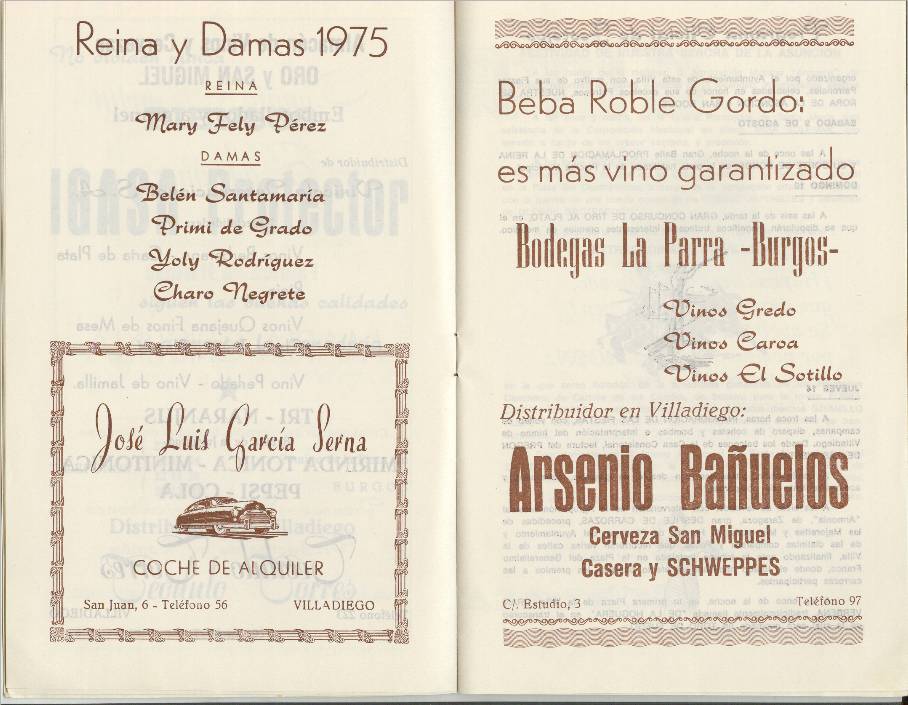 Reina y Damas 1975
REINA
Mary Fely Pérez
DAMAS
Belén Santamaría
Primi de Grado
Yoly Rodríguez
Charo Negrete
José Luis García Serna
COCHE DE ALQUILER
San Juan, 6 - Teléfono 56 VILLADIEGO
Beba Roble Gordo:
es más vino garantizado
Bodegas La Parra -Burgos-
Vinos Gredo
Vinos Caroa
Vinos El Sotillo
Distribuidor en Villadiego:
Arsenio Bañuelos
Cerveza San Miguel
Casera y SCHWEPPES
C/. Estudio, 3 Teléfono 97